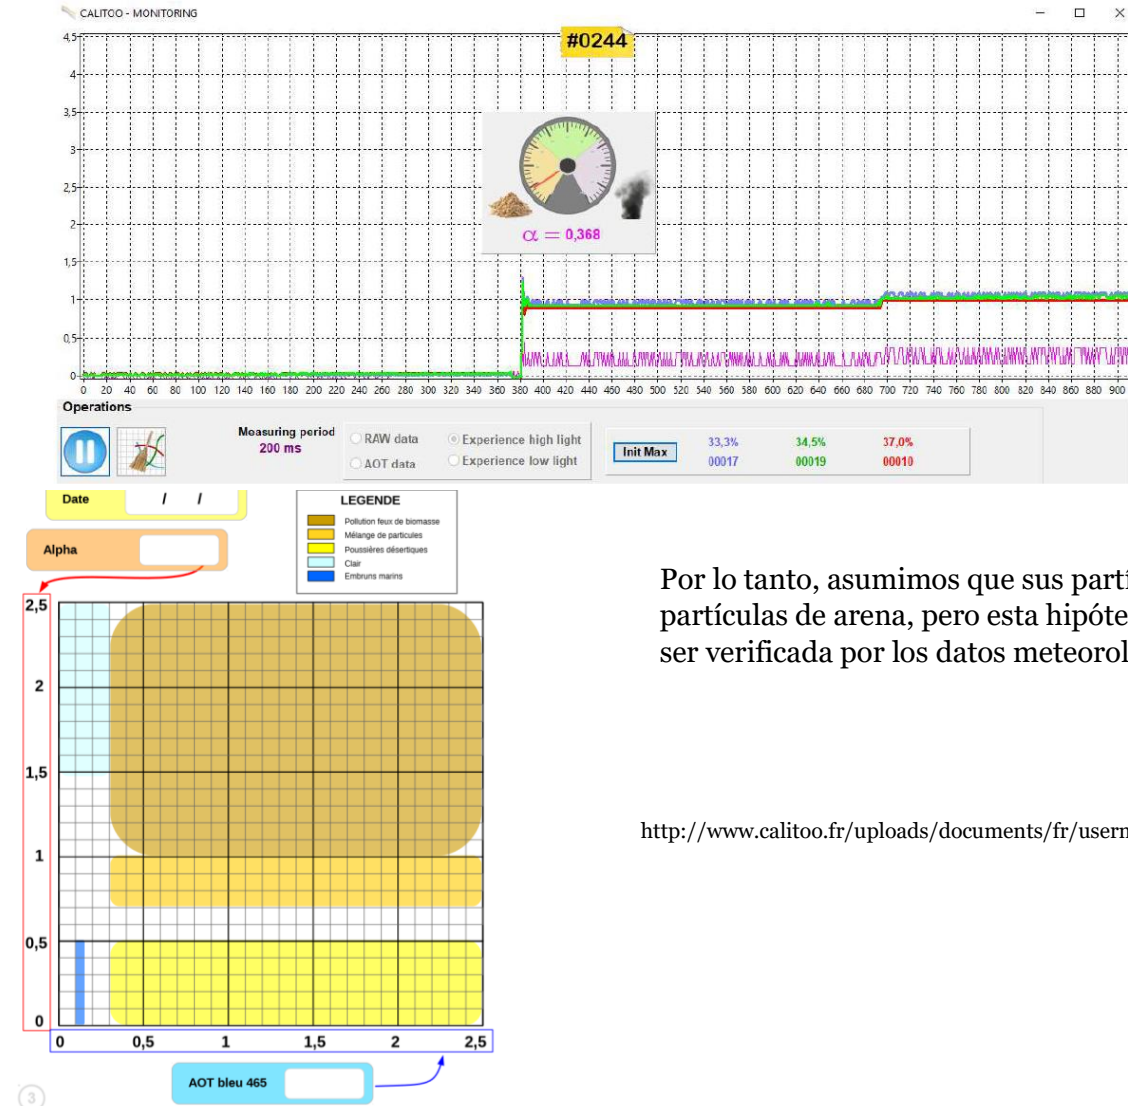 CALITOO - MONITORING
#0244
4,5
4
3,5
3
2,5
2
1,5
1
0,5
0
α = 0,368
0 20 40 60 80 100 120 140 160 180 200 220 240 260 280 300 320 340 360 380 400 420 440 460 480 500 520 540 560 580 600 620 640 660 680 700 720 740 760 780 800 820 840 860 880 900
Operations
Measuring period
200 ms
RAW data
AOT data
Experience high light
Experience low light
Init Max
33,3% 34,5% 37,0%
00017 00019 00010
Date / /
Alpha
LEGENDE
Pollution feux de biomasse
Mélange de particules
Poussières désertiques
Clair
Embruns marins
2,5
2
1,5
1
0,5
0
0 0,5 1 1,5 2 2,5
AOT bleu 465
3
Por lo tanto, asumimos que sus partí
partículas de arena, pero esta hipóte
ser verificada por los datos meteorol
http://www.calitoo.fr/uploads/documents/fr/usern